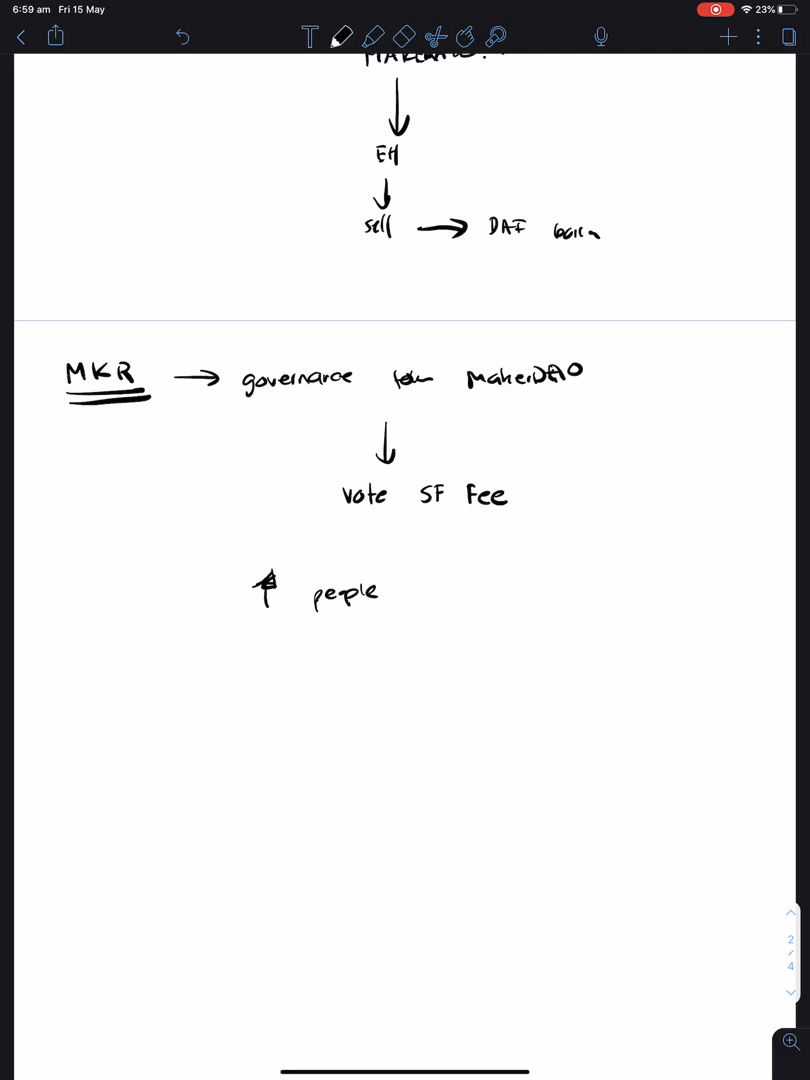 6:59 am Fri 15 May
23%
T
EH
sell → DAI
MKR → governance MakerDAO
↓
vote SF Fee
↑ people
2
/
4